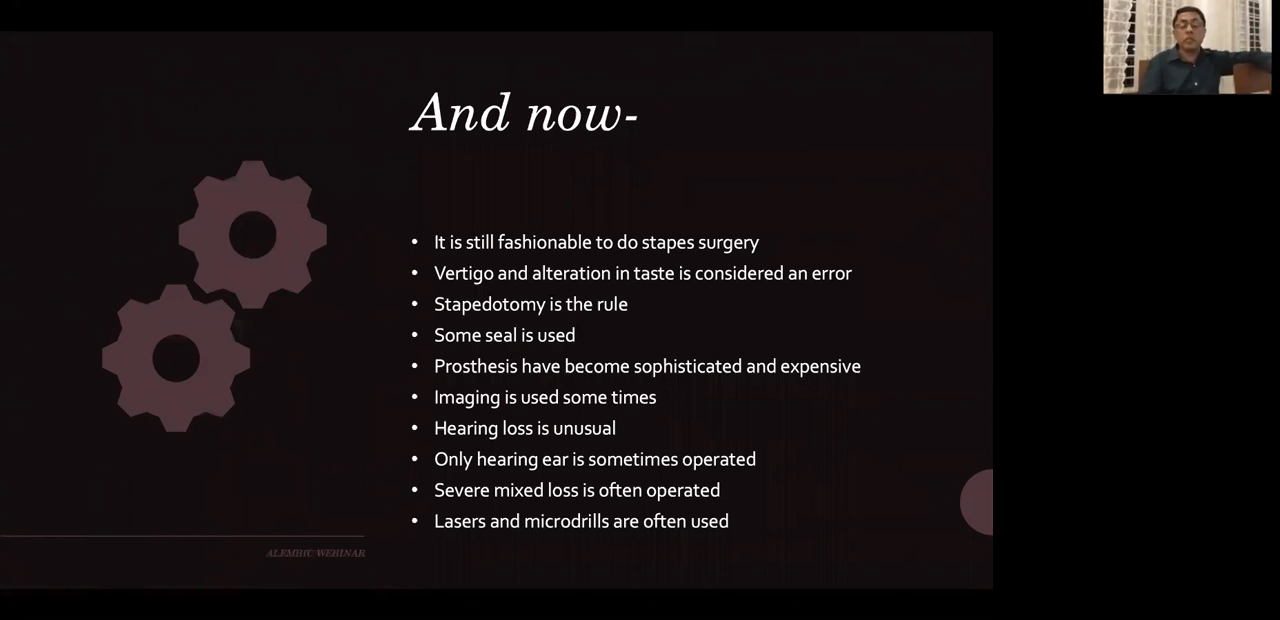 And now-
• It is still fashionable to do stapes surgery
• Vertigo and alteration in taste is considered an error
• Stapedotomy is the rule
• Some seal is used
• Prosthesis have become sophisticated and expensive
• Imaging is used some times
• Hearing loss is unusual
• Only hearing ear is sometimes operated
• Severe mixed loss is often operated
• Lasers and microdrills are often used
ALEMBIC WEBINAR